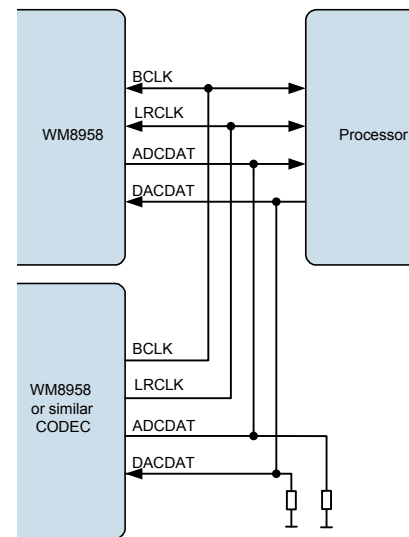 BCLK
LRCLK
WM8958
Processor
ADCDAT
DACDAT
BCLK
LRCLK
WM8958
or similar
CODEC
ADCDAT
DACDAT